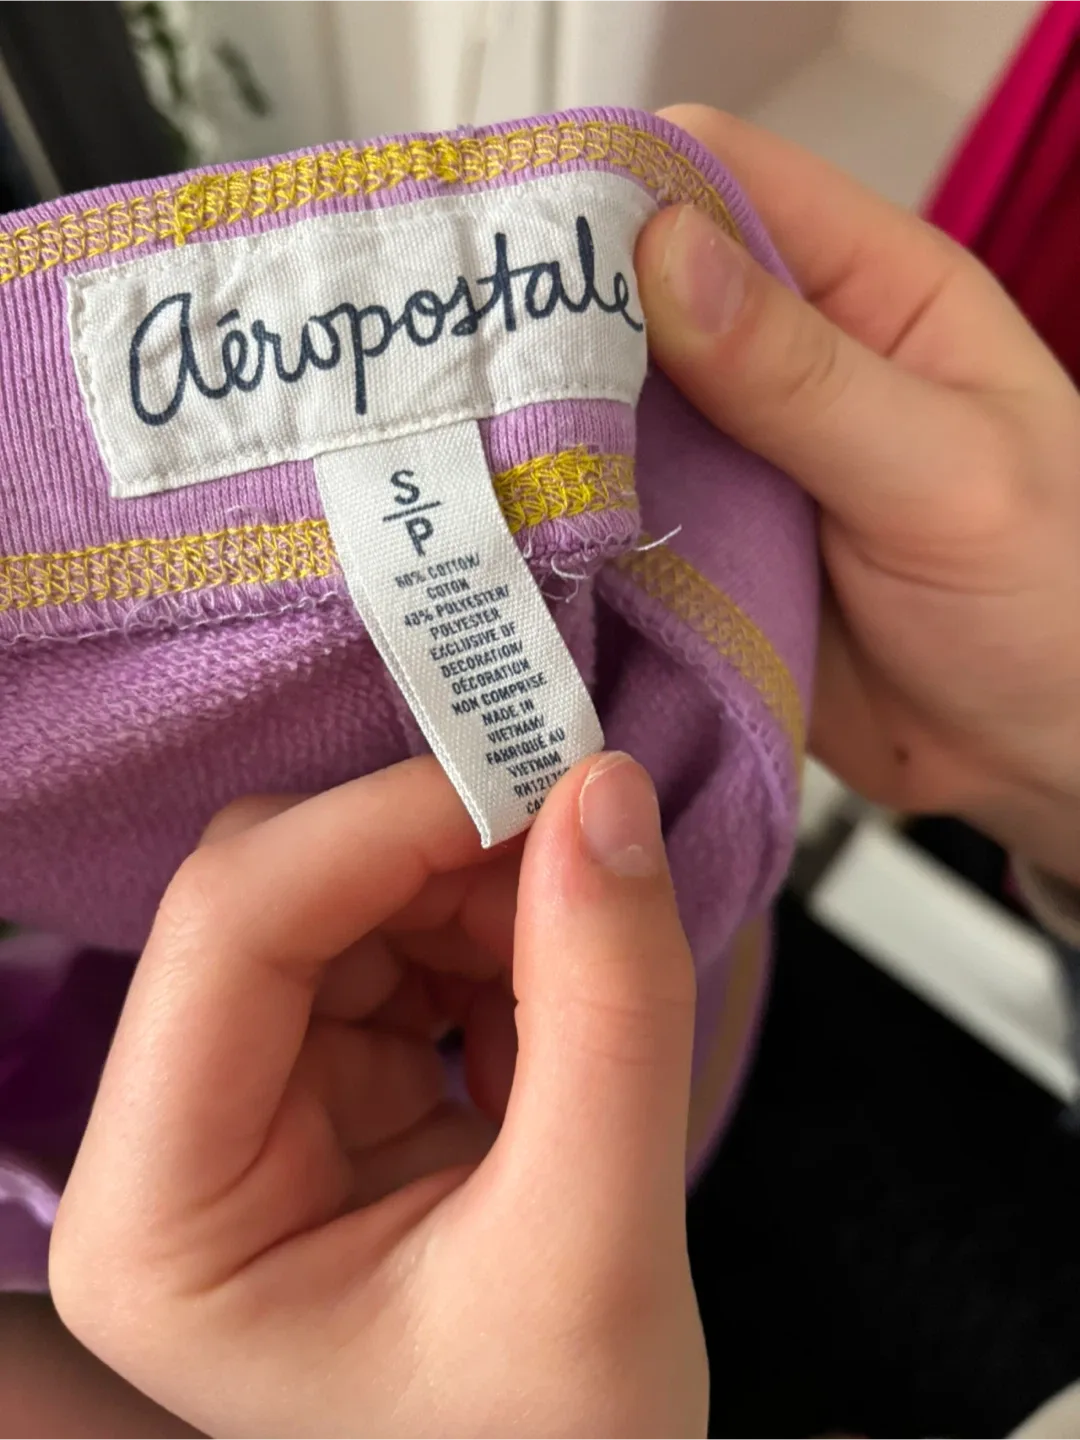 Aéropostale
S
P
60% COTTON/
COTON
40% POLYESTER/
POLYESTER
EXCLUSIVE OF
DECORATION/
DÉCORATION
NON COMPRISE
MADE IN
VIETNAM/
FABRIQUÉ AU
VIETNAM